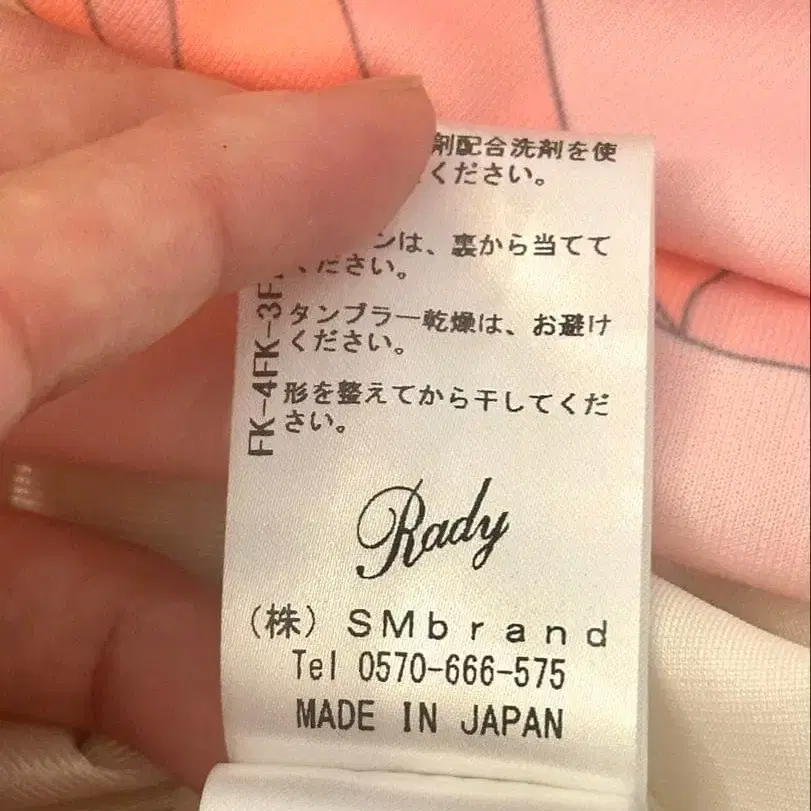 剤配合洗剤を使
ください。
ンは、裏から当てて
ださい。
タンブラー乾燥は、お避け
ください。
形を整えてから干してくだ
さい。
FK-4FK-3F
Rady
(株) SMbrand
Tel 0570-666-575
MADE IN JAPAN